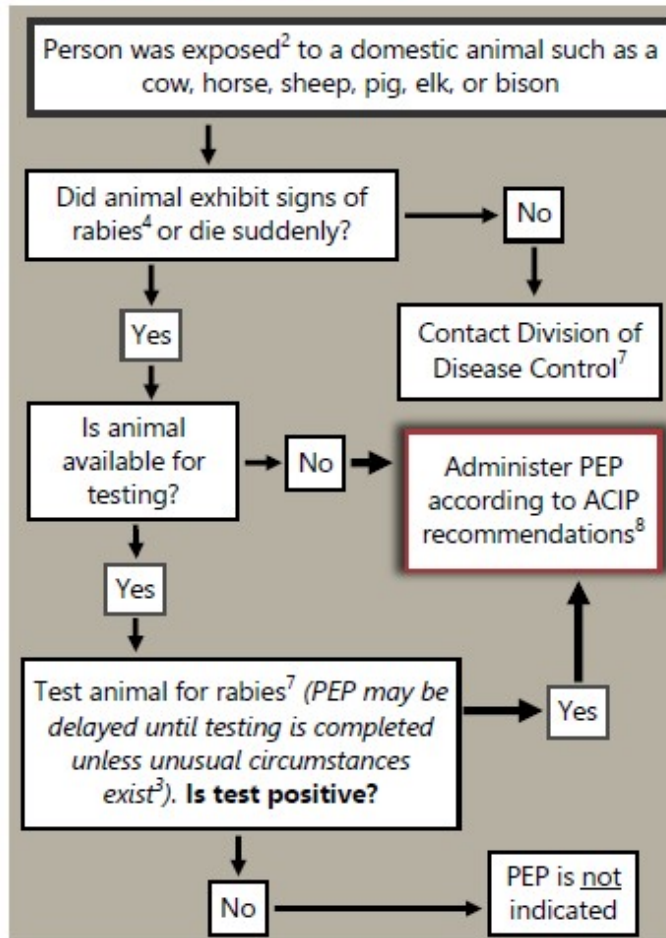 Person was exposed² to a domestic animal such as a
cow, horse, sheep, pig, elk, or bison
Did animal exhibit signs of
rabies⁴ or die suddenly?
No
Yes
Contact Division of
Disease Control⁷
Is animal
available for
testing?
No
Administer PEP
according to ACIP
recommendations⁸
Yes
Test animal for rabies⁷ (PEP may be
delayed until testing is completed
unless unusual circumstances
exist³). Is test positive?
Yes
No
PEP is not
indicated